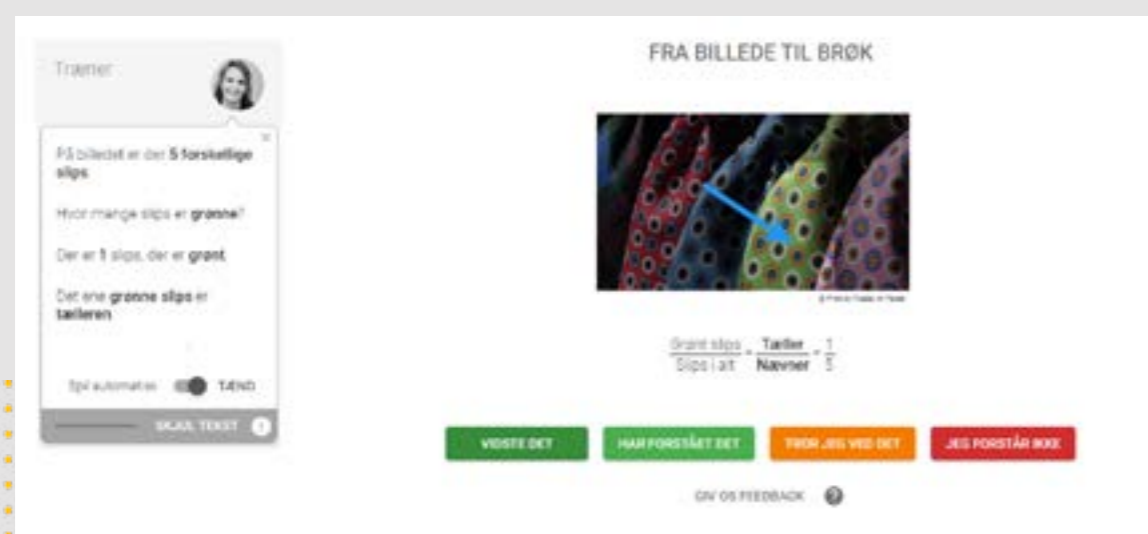 Træner
På billedet er der 5 forskellige
slips
Hvor mange slips er grønne?
Der er 1 slips, der er grønt
Det ene grønne slips er
tælleren
Spil automatisk TÆND
SKJUL TEKST
FRA BILLEDE TIL BRØK
Grønt slips = Tæller = 1
Slips i alt Nævner 5
VIDSTE DET
HAR FORSTÅET DET
TROR JEG VED DET
JEG FORSTÅR IKKE
GIV OS FEEDBACK ?